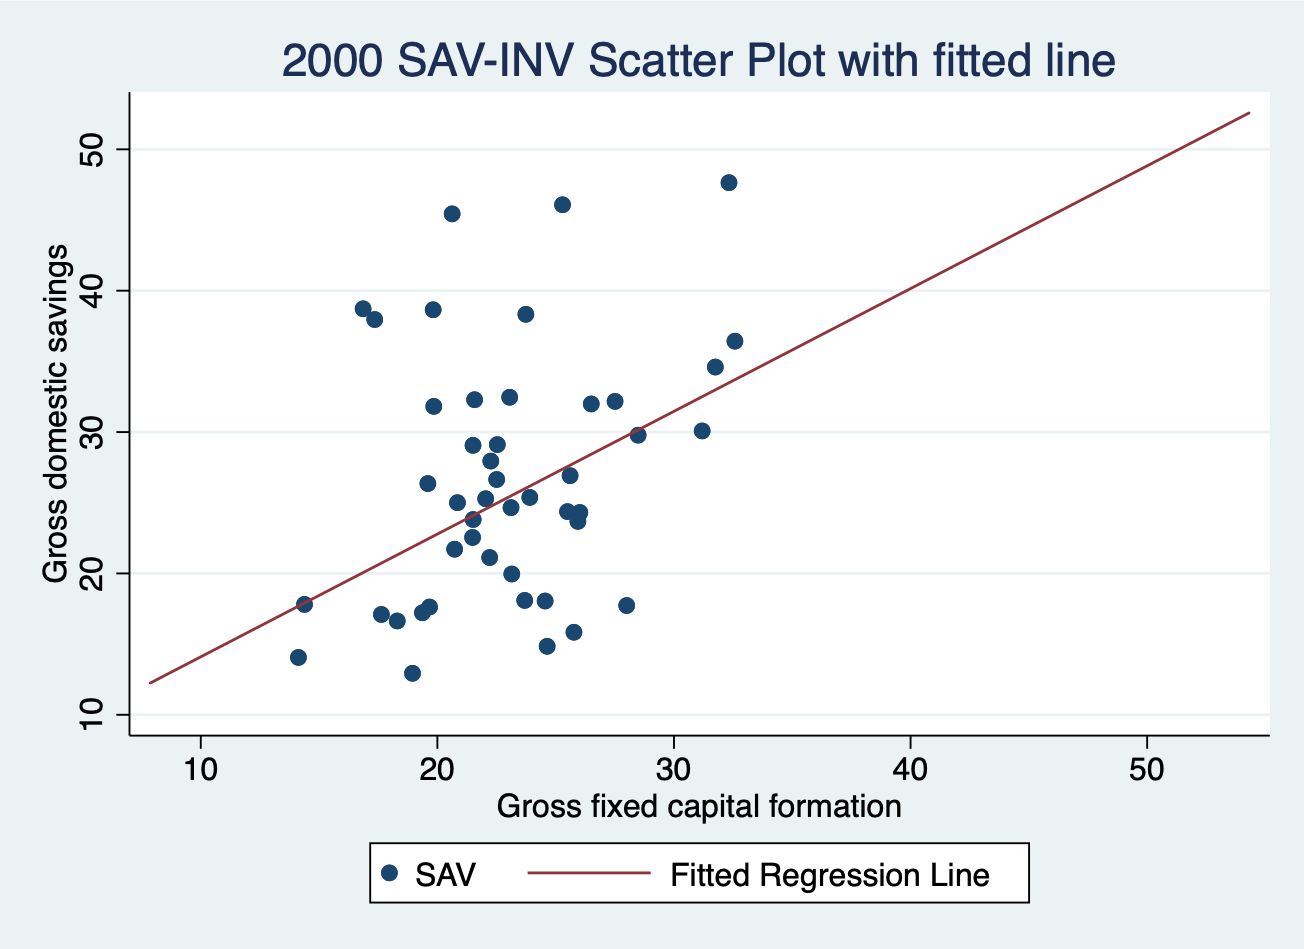 2000 SAV-INV Scatter Plot with fitted line
Gross domestic savings
50
40
30
20
10
10 20 30 40 50
Gross fixed capital formation
SAV Fitted Regression Line